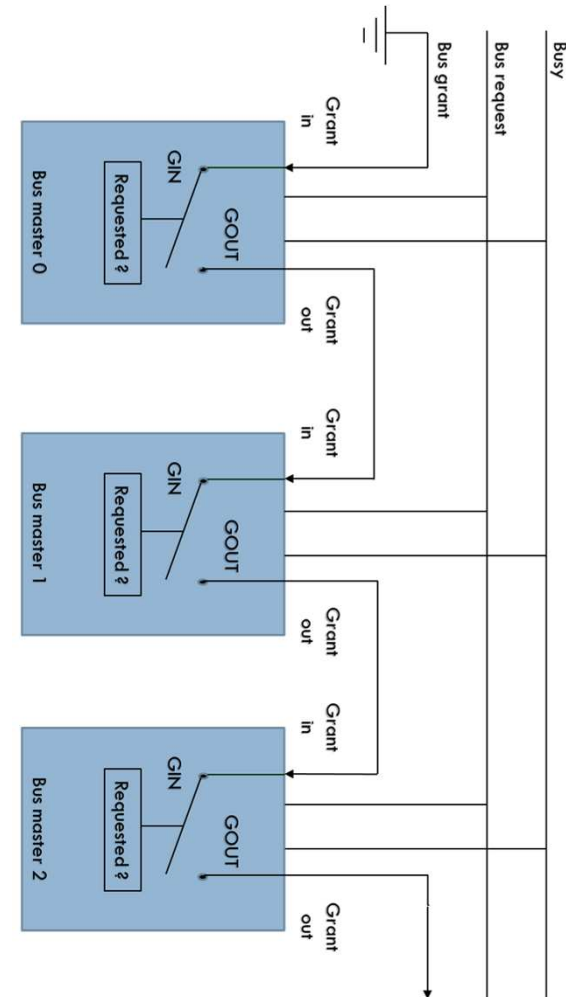 Busy
Bus request
Bus grant
Grant
in
Grant
out
GIN
GOUT
Requested ?
Bus master 0
Grant
in
Grant
out
GIN
GOUT
Requested ?
Bus master 1
Grant
in
Grant
out
GIN
GOUT
Requested ?
Bus master 2